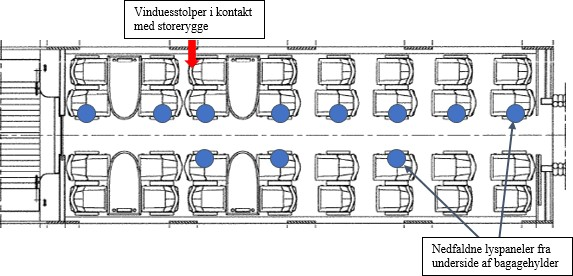 Vinduesstolper i kontakt
med storerygge
Nedfaldne lyspaneler fra
underside af bagagehylder